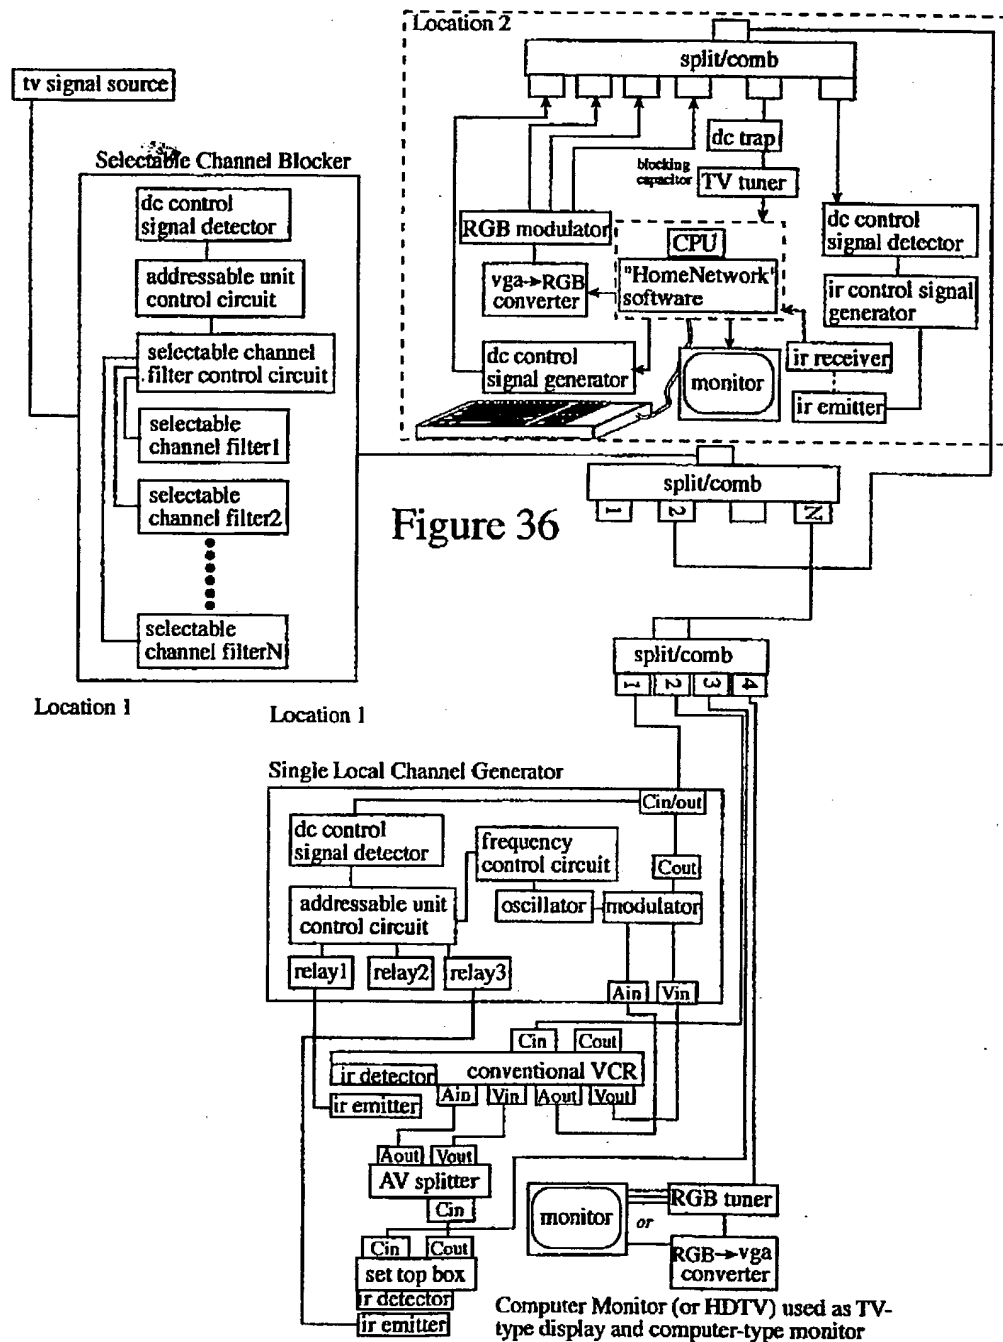 Location 2
split/comb
tv signal source
dc trap
Selectable Channel Blocker
blocking
capacitor
TV tuner
dc control
signal detector
RGB modulator
CPU
dc control
signal detector
addressable unit
control circuit
vga→RGB
converter
"HomeNetwork'
software
ir control signal
generator
selectable channel
filter control circuit
dc control
signal generator
monitor
ir receiver
ir emitter
selectable
channel filter1
split/comb
1
2
N
selectable
channel filter2
Figure 36
selectable
channel filterN
split/comb
1
2
3
4
Location 1
Location 1
Single Local Channel Generator
Cin/out
dc control
signal detector
frequency
control circuit
Cout
addressable unit
control circuit
oscillator
modulator
relay1
relay2
relay3
Ain
Vin
Cin
Cout
conventional VCR
ir detector
Ain
Vin
Aout
Vout
ir emitter
Aout
Vout
AV splitter
Cin
monitor
or
RGB tuner
Cin
Cout
RGB→vga
converter
set top box
ir detector
ir emitter
Computer Monitor (or HDTV) used as TV-
type display and computer-type monitor